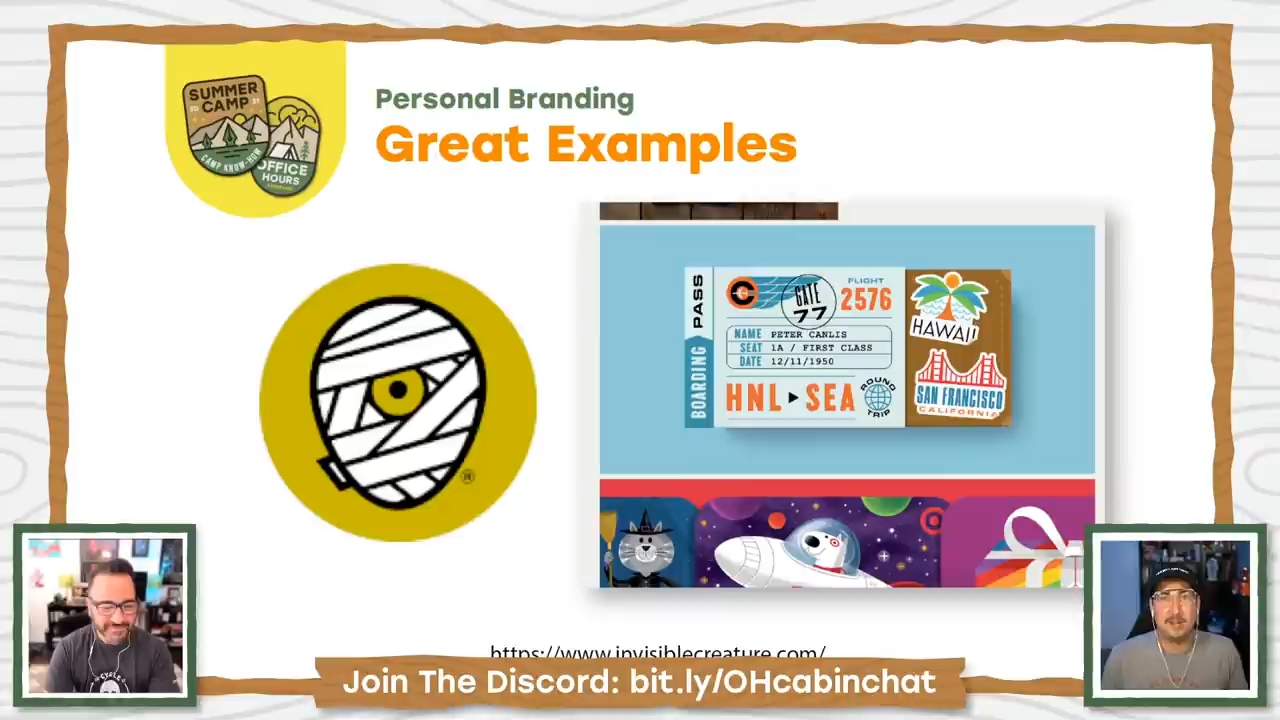 SUMMER
CAMP
CAMP KNOW-HOW
OFFICE
HOURS
Personal Branding
Great Examples
BOARDING PASS
C
GATE
77
FLIGHT
2576
NAME PETER CANLIS
SEAT 1A / FIRST CLASS
DATE 12/11/1950
HNL ▸ SEA
ROUND
TRIP
HAWAII
SAN FRANCISCO
CALIFORNIA
®
https://www.invisiblecreature.com/
Join The Discord: bit.ly/OHcabinchat